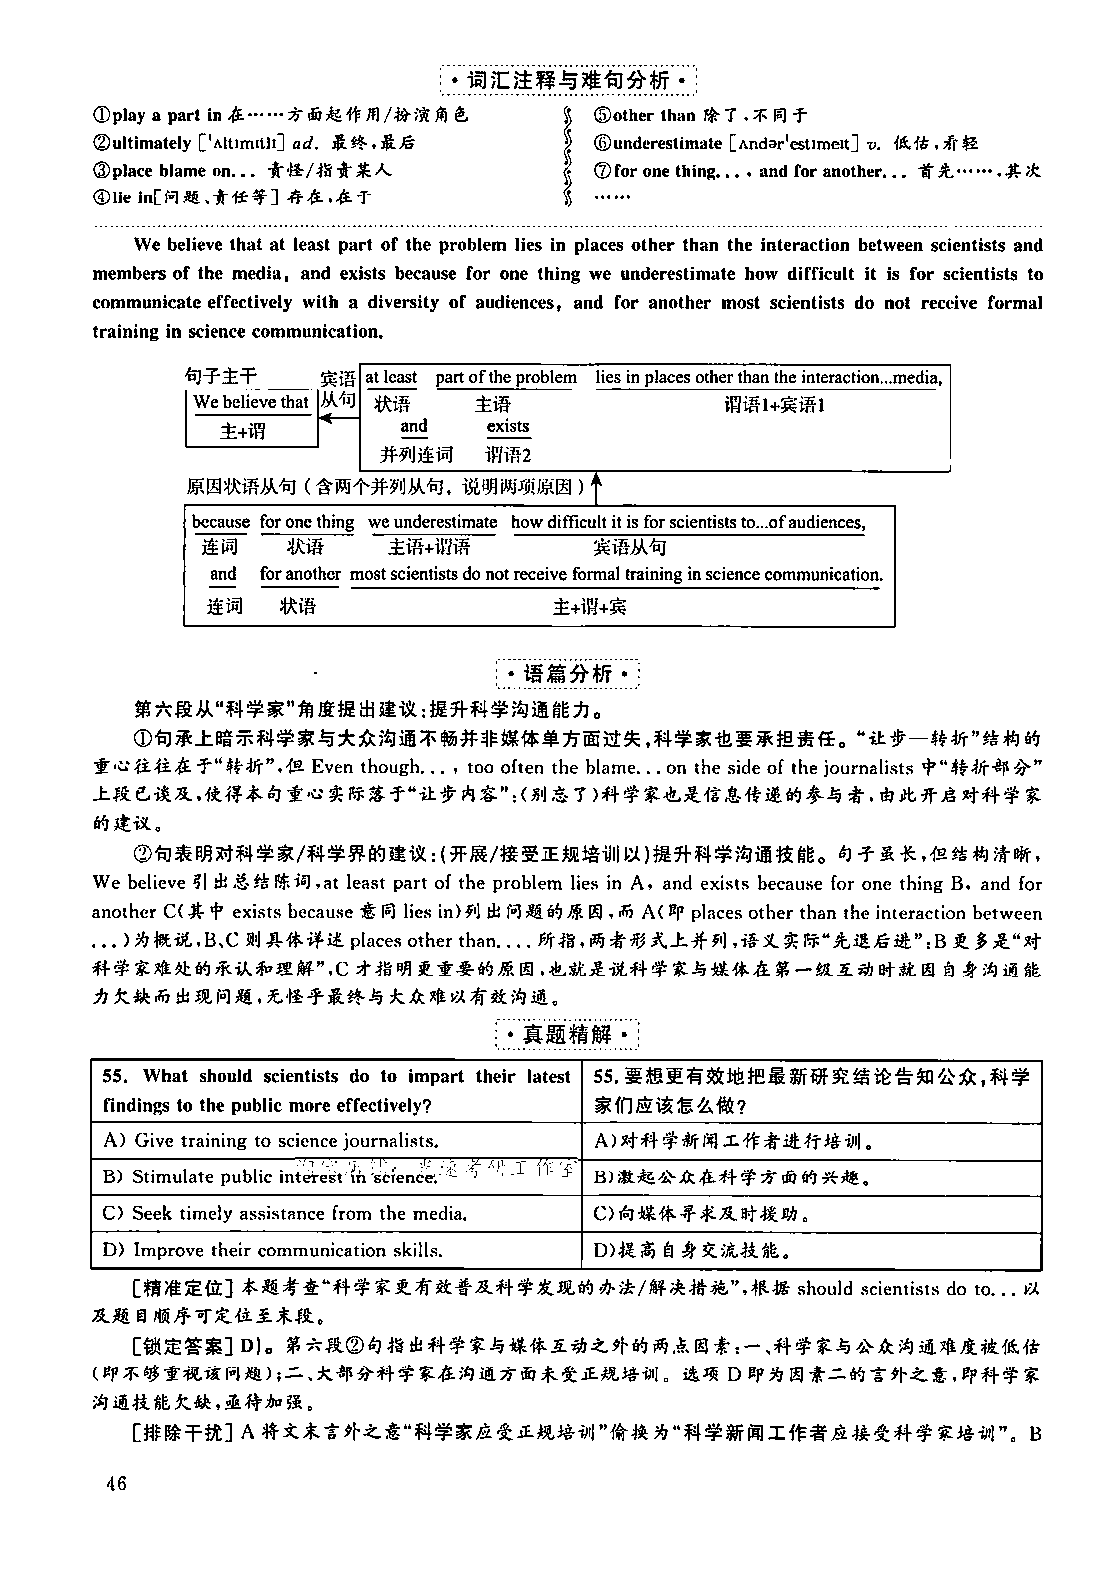 ·词汇注释与难句分析·
①play a part in 在……方面起作用/扮演角色
②ultimately [ˈʌltɪmɪtlɪ] ad. 最终,最后
③place blame on... 责怪/指责某人
④lie in[问题、责任等]存在,在于
⑤other than 除了,不同于
⑥underestimate [ʌndərˈestɪmeɪt] v. 低估,看轻
⑦for one thing..., and for another... 首先……,其次
……
We believe that at least part of the problem lies in places other than the interaction between scientists and
members of the media, and exists because for one thing we underestimate how difficult it is for scientists to
communicate effectively with a diversity of audiences, and for another most scientists do not receive formal
training in science communication.
句子主干
We believe that
主+谓
宾语
从句
at least part of the problem lies in places other than the interaction...media,
状语 主语 谓语1+宾语1
and exists
并列连词 谓语2
原因状语从句(含两个并列从句,说明两项原因)
because for one thing we underestimate how difficult it is for scientists to...of audiences,
连词 状语 主语+谓语 宾语从句
and for another most scientists do not receive formal training in science communication.
连词 状语 主+谓+宾
·语篇分析·
第六段从“科学家”角度提出建议:提升科学沟通能力。
①句承上暗示科学家与大众沟通不畅并非媒体单方面过失,科学家也要承担责任。“让步—转折”结构的
重心往往在于“转折”,但 Even though..., too often the blame... on the side of the journalists 中“转折部分”
上段已谈及,使得本句重心实际落于“让步内容”:(别忘了)科学家也是信息传递的参与者,由此开启对科学家
的建议。
②句表明对科学家/科学界的建议:(开展/接受正规培训以)提升科学沟通技能。句子虽长,但结构清晰,
We believe 引出总结陈词,at least part of the problem lies in A, and exists because for one thing B, and for
another C(其中 exists because 意同 lies in)列出问题的原因,而 A(即 places other than the interaction between
...)为概说,B、C 则具体详述 places other than.... 所指,两者形式上并列,语义实际“先退后进”:B 更多是“对
科学家难处的承认和理解”,C 才指明更重要的原因,也就是说科学家与媒体在第一级互动时就因自身沟通能
力欠缺而出现问题,无怪乎最终与大众难以有效沟通。
·真题精解·
55. What should scientists do to impart their latest
findings to the public more effectively?
55.要想更有效地把最新研究结论告知公众,科学
家们应该怎么做?
A) Give training to science journalists.
A)对科学新闻工作者进行培训。
B) Stimulate public interest in science.
B)激起公众在科学方面的兴趣。
C) Seek timely assistance from the media.
C)向媒体寻求及时援助。
D) Improve their communication skills.
D)提高自身交流技能。
[精准定位]本题考查“科学家更有效普及科学发现的办法/解决措施”,根据 should scientists do to... 以
及题目顺序可定位至末段。
[锁定答案]D)。第六段②句指出科学家与媒体互动之外的两点因素:一、科学家与公众沟通难度被低估
(即不够重视该问题);二、大部分科学家在沟通方面未受正规培训。选项 D 即为因素二的言外之意,即科学家
沟通技能欠缺,亟待加强。
[排除干扰]A 将文末言外之意“科学家应受正规培训”偷换为“科学新闻工作者应接受科学家培训”。B
46